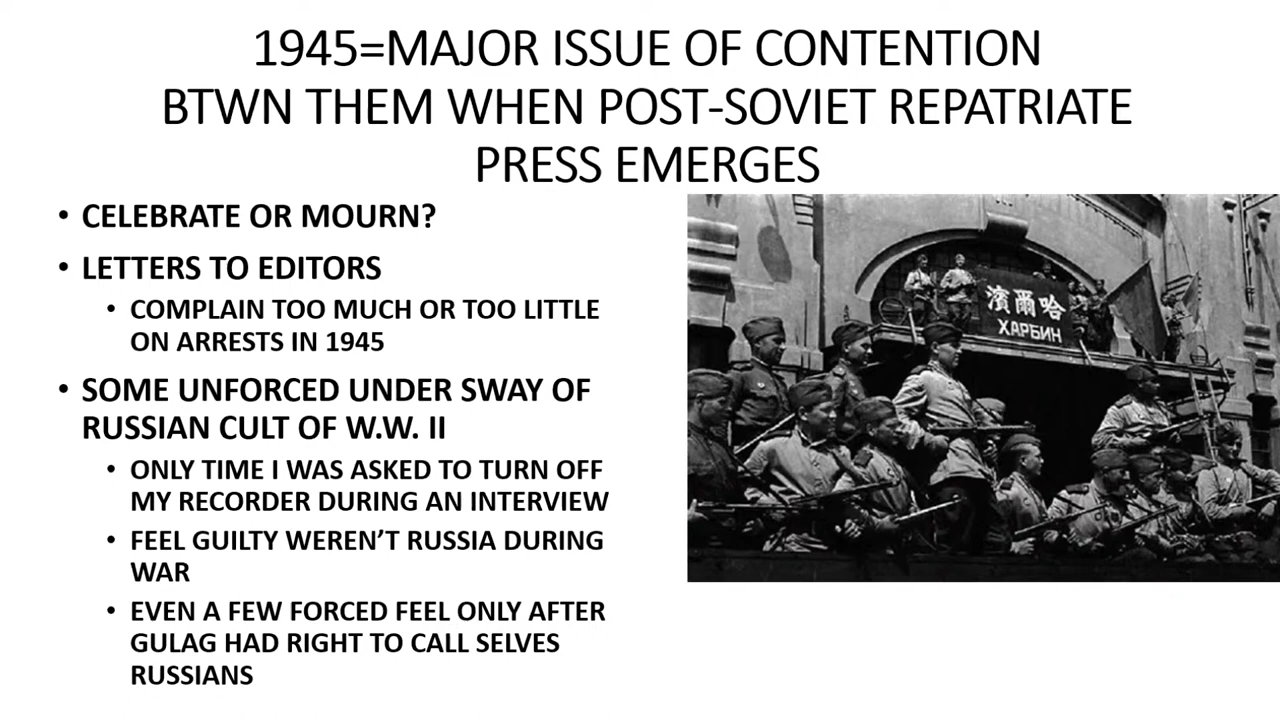 1945=MAJOR ISSUE OF CONTENTION
BTWN THEM WHEN POST-SOVIET REPATRIATE
PRESS EMERGES
• CELEBRATE OR MOURN?
• LETTERS TO EDITORS
• COMPLAIN TOO MUCH OR TOO LITTLE
ON ARRESTS IN 1945
• SOME UNFORCED UNDER SWAY OF
RUSSIAN CULT OF W.W. II
• ONLY TIME I WAS ASKED TO TURN OFF
MY RECORDER DURING AN INTERVIEW
• FEEL GUILTY WEREN'T RUSSIA DURING
WAR
• EVEN A FEW FORCED FEEL ONLY AFTER
GULAG HAD RIGHT TO CALL SELVES
RUSSIANS
濱爾哈
ХАРБИН